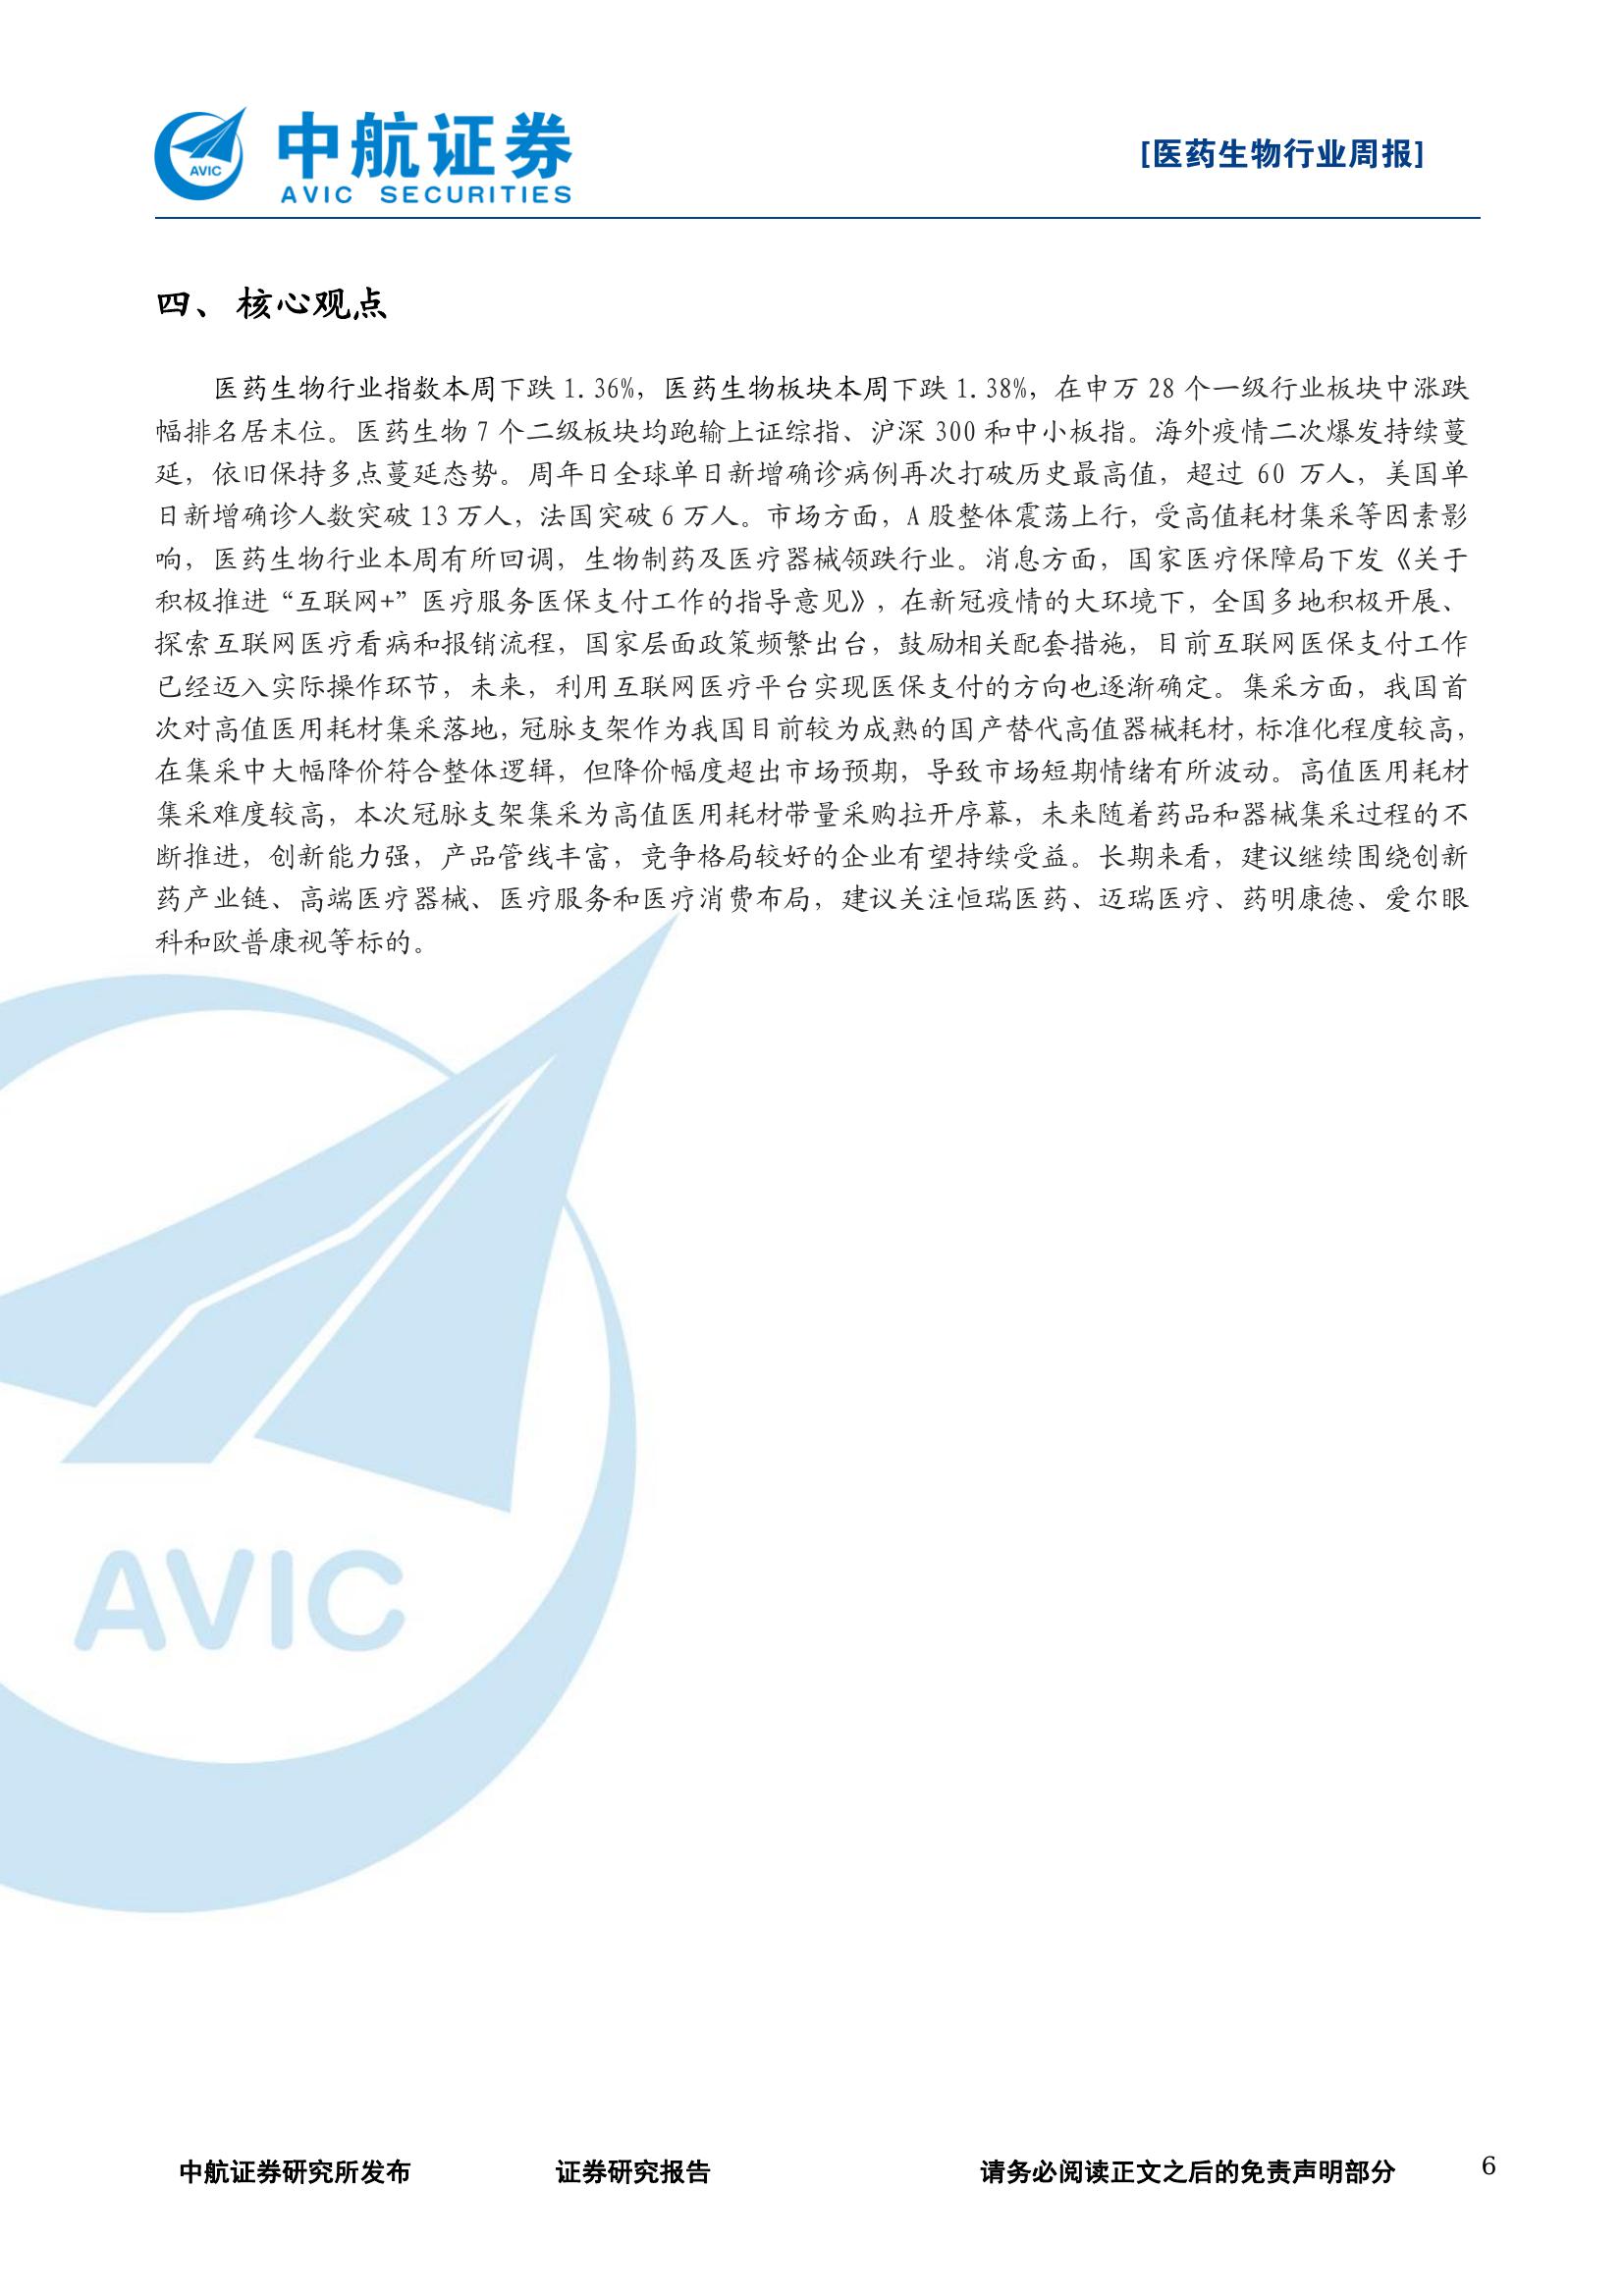 AVIC
中航证券
AVIC SECURITIES
[医药生物行业周报]
四、 核心观点
医药生物行业指数本周下跌 1.36%，医药生物板块本周下跌 1.38%，在申万 28 个一级行业板块中涨跌
幅排名居末位。医药生物 7 个二级板块均跑输上证综指、沪深 300 和中小板指。海外疫情二次爆发持续蔓
延，依旧保持多点蔓延态势。周年日全球单日新增确诊病例再次打破历史最高值，超过 60 万人，美国单
日新增确诊人数突破 13 万人，法国突破 6 万人。市场方面，A 股整体震荡上行，受高值耗材集采等因素影
响，医药生物行业本周有所回调，生物制药及医疗器械领跌行业。消息方面，国家医疗保障局下发《关于
积极推进“互联网+”医疗服务医保支付工作的指导意见》，在新冠疫情的大环境下，全国多地积极开展、
探索互联网医疗看病和报销流程，国家层面政策频繁出台，鼓励相关配套措施，目前互联网医保支付工作
已经迈入实际操作环节，未来，利用互联网医疗平台实现医保支付的方向也逐渐确定。集采方面，我国首
次对高值医用耗材集采落地，冠脉支架作为我国目前较为成熟的国产替代高值器械耗材，标准化程度较高，
在集采中大幅降价符合整体逻辑，但降价幅度超出市场预期，导致市场短期情绪有所波动。高值医用耗材
集采难度较高，本次冠脉支架集采为高值医用耗材带量采购拉开序幕，未来随着药品和器械集采过程的不
断推进，创新能力强，产品管线丰富，竞争格局较好的企业有望持续受益。长期来看，建议继续围绕创新
药产业链、高端医疗器械、医疗服务和医疗消费布局，建议关注恒瑞医药、迈瑞医疗、药明康德、爱尔眼
科和欧普康视等标的。
AVIC
中航证券研究所发布 证券研究报告 请务必阅读正文之后的免责声明部分 6